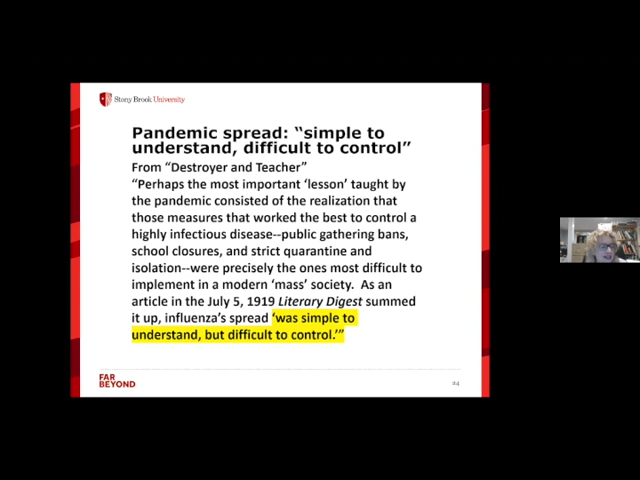 Stony Brook University
Pandemic spread: “simple to
understand, difficult to control”
From “Destroyer and Teacher”
“Perhaps the most important ‘lesson’ taught by
the pandemic consisted of the realization that
those measures that worked the best to control a
highly infectious disease--public gathering bans,
school closures, and strict quarantine and
isolation--were precisely the ones most difficult to
implement in a modern ‘mass’ society.  As an
article in the July 5, 1919 Literary Digest summed
it up, influenza’s spread ‘was simple to
understand, but difficult to control.’”
FAR
BEYOND
24